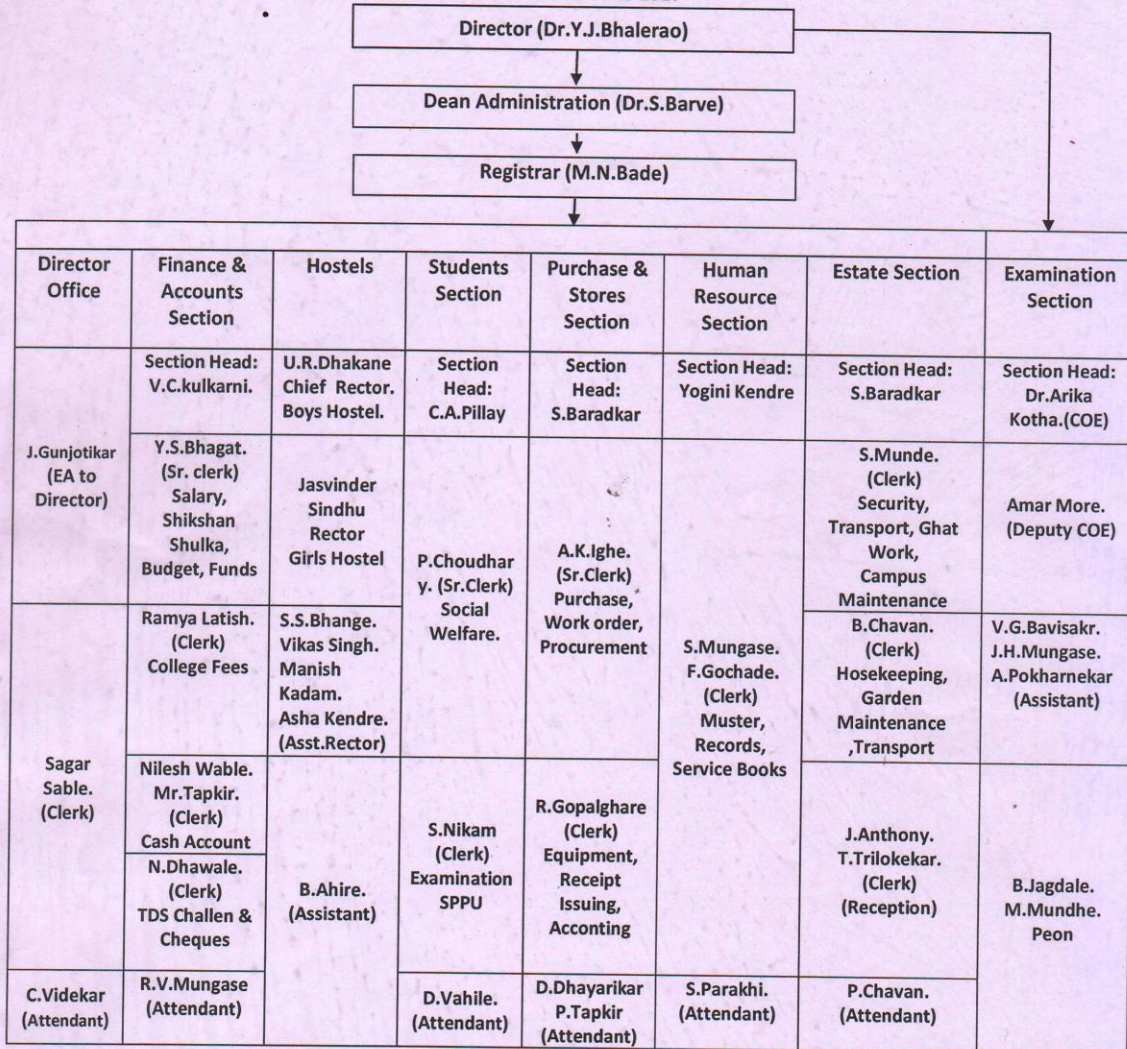 Director (Dr.Y.J.Bhalerao)
Dean Administration (Dr.S.Barve)
Registrar (M.N.Bade)
Director
Office
Finance &
Accounts
Section
Hostels
Students
Section
Purchase &
Stores
Section
Human
Resource
Section
Estate Section
Examination
Section
J.Gunjotikar
(EA to
Director)
Section Head:
V.C.kulkarni.
U.R.Dhakane
Chief Rector.
Boys Hostel.
Section
Head:
C.A.Pillay
Section
Head:
S.Baradkar
Section Head:
Yogini Kendre
Section Head:
S.Baradkar
Section Head:
Dr.Arika
Kotha.(COE)
Y.S.Bhagat.
(Sr. clerk)
Salary,
Shikshan
Shulka,
Budget, Funds
Jasvinder
Sindhu
Rector
Girls Hostel
P.Choudhar
y. (Sr.Clerk)
Social
Welfare.
A.K.Ighe.
(Sr.Clerk)
Purchase,
Work order,
Procurement
S.Mungase.
F.Gochade.
(Clerk)
Muster,
Records,
Service Books
S.Munde.
(Clerk)
Security,
Transport, Ghat
Work,
Campus
Maintenance
Amar More.
(Deputy COE)
Sagar
Sable.
(Clerk)
Ramya Latish.
(Clerk)
College Fees
S.S.Bhange.
Vikas Singh.
Manish
Kadam.
Asha Kendre.
(Asst.Rector)
B.Chavan.
(Clerk)
Hosekeeping,
Garden
Maintenance
,Transport
V.G.Bavisakr.
J.H.Mungase.
A.Pokharnekar
(Assistant)
Nilesh Wable.
Mr.Tapkir.
(Clerk)
Cash Account
B.Ahire.
(Assistant)
S.Nikam
(Clerk)
Examination
SPPU
R.Gopalghare
(Clerk)
Equipment,
Receipt
Issuing,
Acconting
J.Anthony.
T.Trilokekar.
(Clerk)
(Reception)
B.Jagdale.
M.Mundhe.
Peon
N.Dhawale.
(Clerk)
TDS Challen &
Cheques
C.Videkar
(Attendant)
R.V.Mungase
(Attendant)
D.Vahile.
(Attendant)
D.Dhayarikar
P.Tapkir
(Attendant)
S.Parakhi.
(Attendant)
P.Chavan.
(Attendant)